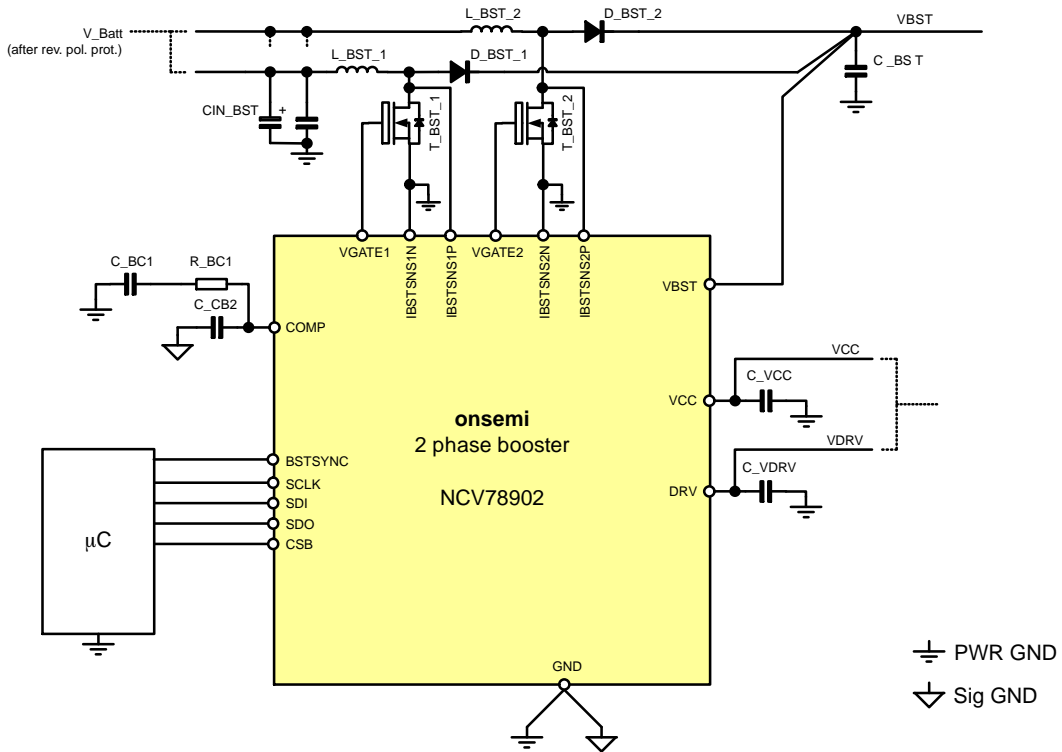 L_BST_2
D_BST_2
V_Batt
(after rev. pol. prot.)
VBST
L_BST_1
D_BST_1
C _BS T
CIN_BST
+
T_BST_1
T_BST_2
VGATE1
IBSTSNS1N
IBSTSNS1P
VGATE2
IBSTSNS2N
IBSTSNS2P
C_BC1
R_BC1
VBST
C_CB2
COMP
VCC
C_VCC
VCC
onsemi
2 phase booster
VDRV
C_VDRV
NCV78902
DRV
BSTSYNC
SCLK
SDI
SDO
CSB
μC
GND
PWR GND
Sig GND